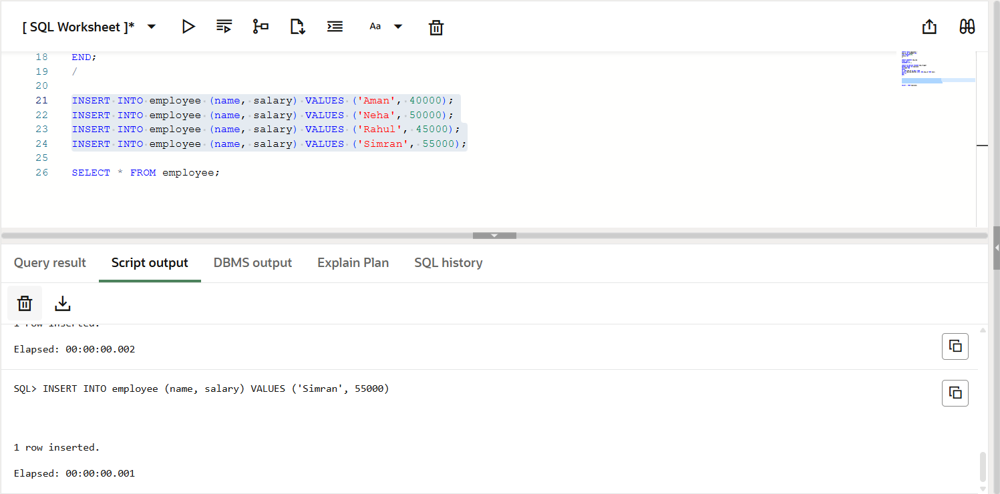 [ SQL Worksheet ]*
Aa
18 END;
19 /
20
21 INSERT INTO employee (name, salary) VALUES ('Aman', 40000);
22 INSERT INTO employee (name, salary) VALUES ('Neha', 50000);
23 INSERT INTO employee (name, salary) VALUES ('Rahul', 45000);
24 INSERT INTO employee (name, salary) VALUES ('Simran', 55000);
25
26 SELECT * FROM employee;
Query result Script output DBMS output Explain Plan SQL history
1 row inserted.
Elapsed: 00:00:00.002
SQL> INSERT INTO employee (name, salary) VALUES ('Simran', 55000)
1 row inserted.
Elapsed: 00:00:00.001